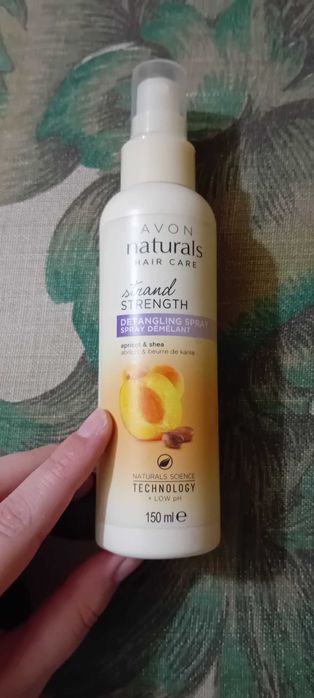 AVON
naturals
HAIR CARE
strand
STRENGTH
DETANGLING SPRAY
SPRAY DÉMÊLANT
apricot & shea
abricot & beurre de karité
NATURALS SCIENCE
TECHNOLOGY
+ LOW pH
150 ml e